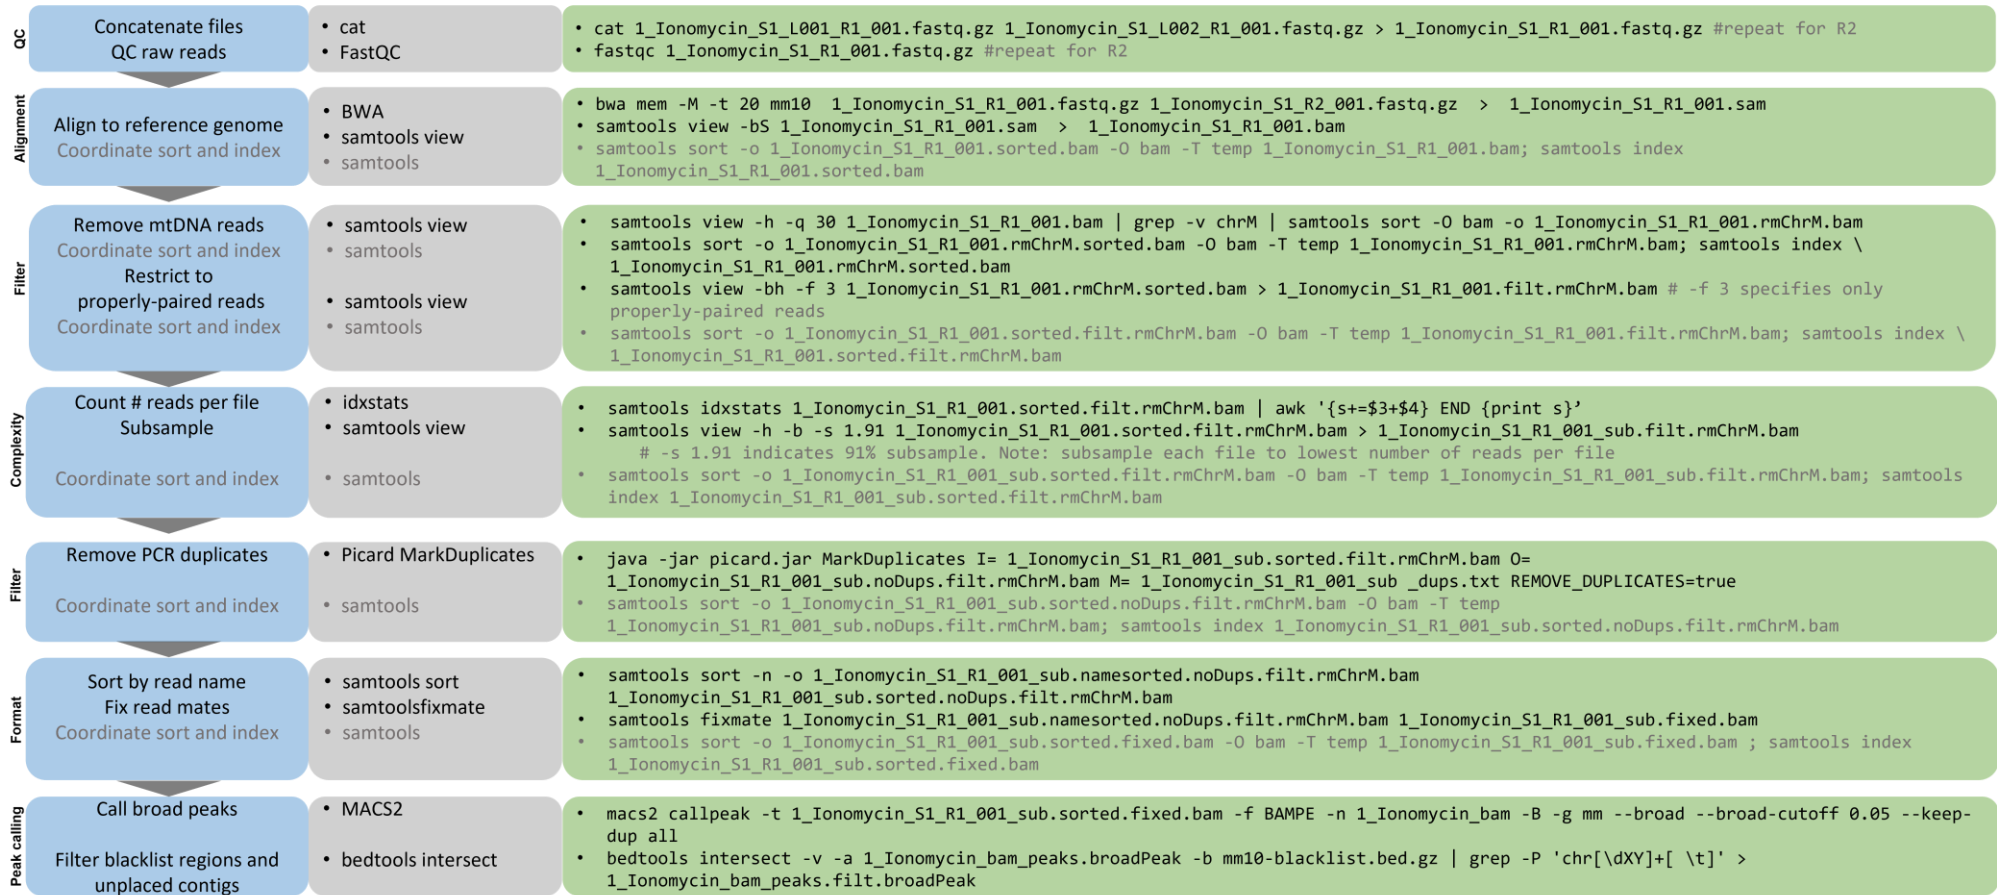 QC
Concatenate files
QC raw reads
• cat
• FastQC
• cat 1_Ionomycin_S1_L001_R1_001.fastq.gz 1_Ionomycin_S1_L002_R1_001.fastq.gz > 1_Ionomycin_S1_R1_001.fastq.gz #repeat for R2
• fastqc 1_Ionomycin_S1_R1_001.fastq.gz #repeat for R2
Alignment
Align to reference genome
Coordinate sort and index
• BWA
• samtools view
• samtools
• bwa mem -M -t 20 mm10  1_Ionomycin_S1_R1_001.fastq.gz 1_Ionomycin_S1_R2_001.fastq.gz  >  1_Ionomycin_S1_R1_001.sam
• samtools view -bS 1_Ionomycin_S1_R1_001.sam  >  1_Ionomycin_S1_R1_001.bam
• samtools sort -o 1_Ionomycin_S1_R1_001.sorted.bam -O bam -T temp 1_Ionomycin_S1_R1_001.bam; samtools index
1_Ionomycin_S1_R1_001.sorted.bam
Filter
Remove mtDNA reads
Coordinate sort and index
Restrict to
properly-paired reads
Coordinate sort and index
• samtools view
• samtools
• samtools view
• samtools
• samtools view -h -q 30 1_Ionomycin_S1_R1_001.bam | grep -v chrM | samtools sort -O bam -o 1_Ionomycin_S1_R1_001.rmChrM.bam
• samtools sort -o 1_Ionomycin_S1_R1_001.rmChrM.sorted.bam -O bam -T temp 1_Ionomycin_S1_R1_001.rmChrM.bam; samtools index \
1_Ionomycin_S1_R1_001.rmChrM.sorted.bam
• samtools view -bh -f 3 1_Ionomycin_S1_R1_001.rmChrM.sorted.bam > 1_Ionomycin_S1_R1_001.filt.rmChrM.bam # -f 3 specifies only
properly-paired reads
• samtools sort -o 1_Ionomycin_S1_R1_001.sorted.filt.rmChrM.bam -O bam -T temp 1_Ionomycin_S1_R1_001.filt.rmChrM.bam; samtools index \
1_Ionomycin_S1_R1_001.sorted.filt.rmChrM.bam
Complexity
Count # reads per file
Subsample
Coordinate sort and index
• idxstats
• samtools view
• samtools
• samtools idxstats 1_Ionomycin_S1_R1_001.sorted.filt.rmChrM.bam | awk '{s+=$3+$4} END {print s}’
• samtools view -h -b -s 1.91 1_Ionomycin_S1_R1_001.sorted.filt.rmChrM.bam > 1_Ionomycin_S1_R1_001_sub.filt.rmChrM.bam
# -s 1.91 indicates 91% subsample. Note: subsample each file to lowest number of reads per file
• samtools sort -o 1_Ionomycin_S1_R1_001_sub.sorted.filt.rmChrM.bam -O bam -T temp 1_Ionomycin_S1_R1_001_sub.filt.rmChrM.bam; samtools
index 1_Ionomycin_S1_R1_001_sub.sorted.filt.rmChrM.bam
Filter
Remove PCR duplicates
Coordinate sort and index
• Picard MarkDuplicates
• samtools
• java -jar picard.jar MarkDuplicates I= 1_Ionomycin_S1_R1_001_sub.sorted.filt.rmChrM.bam O=
1_Ionomycin_S1_R1_001_sub.noDups.filt.rmChrM.bam M= 1_Ionomycin_S1_R1_001_sub _dups.txt REMOVE_DUPLICATES=true
• samtools sort -o 1_Ionomycin_S1_R1_001_sub.sorted.noDups.filt.rmChrM.bam -O bam -T temp
1_Ionomycin_S1_R1_001_sub.noDups.filt.rmChrM.bam; samtools index 1_Ionomycin_S1_R1_001_sub.sorted.noDups.filt.rmChrM.bam
Format
Sort by read name
Fix read mates
Coordinate sort and index
• samtools sort
• samtoolsfixmate
• samtools
• samtools sort -n -o 1_Ionomycin_S1_R1_001_sub.namesorted.noDups.filt.rmChrM.bam
1_Ionomycin_S1_R1_001_sub.sorted.noDups.filt.rmChrM.bam
• samtools fixmate 1_Ionomycin_S1_R1_001_sub.namesorted.noDups.filt.rmChrM.bam 1_Ionomycin_S1_R1_001_sub.fixed.bam
• samtools sort -o 1_Ionomycin_S1_R1_001_sub.sorted.fixed.bam -O bam -T temp 1_Ionomycin_S1_R1_001_sub.fixed.bam ; samtools index
1_Ionomycin_S1_R1_001_sub.sorted.fixed.bam
Peak calling
Call broad peaks
Filter blacklist regions and
unplaced contigs
• MACS2
• bedtools intersect
• macs2 callpeak -t 1_Ionomycin_S1_R1_001_sub.sorted.fixed.bam -f BAMPE -n 1_Ionomycin_bam -B -g mm --broad --broad-cutoff 0.05 --keep-
dup all
• bedtools intersect -v -a 1_Ionomycin_bam_peaks.broadPeak -b mm10-blacklist.bed.gz | grep -P 'chr[\dXY]+[ \t]' >
1_Ionomycin_bam_peaks.filt.broadPeak